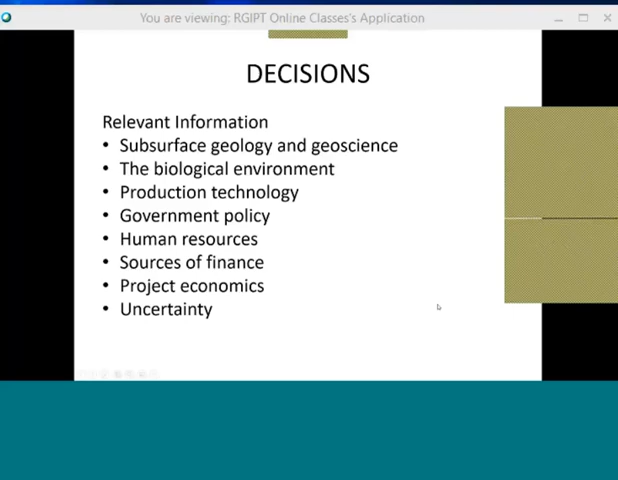 You are viewing: RGIPT Online Classes's Application
DECISIONS
Relevant Information
• Subsurface geology and geoscience
• The biological environment
• Production technology
• Government policy
• Human resources
• Sources of finance
• Project economics
• Uncertainty